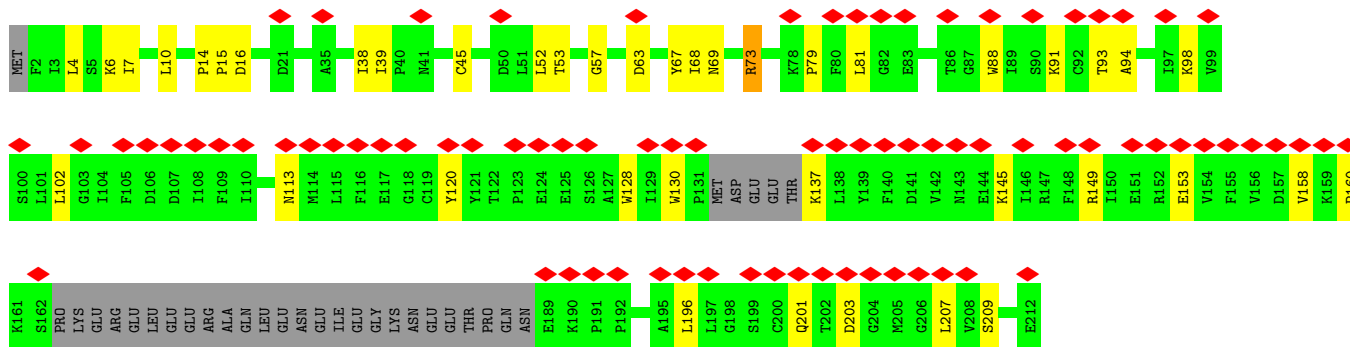 MET F2 I3 L4 S5 K6 I7 L10 P14 P15 D16 D21 A35 I38 I39 P40 N41 C45 D50 L51 L52 T53 G57 D63 Y67 I68 N69 R73 K78 P79 F80 L81 G82 E83 T86 G87 W88 I89 S90 K91 C92 T93 A94 I97 K98 V99
S100 L101 L102 G103 I104 F105 D106 D107 I108 F109 I110 N113 M114 L115 F116 E117 G118 C119 Y120 Y121 T122 P123 E124 E125 S126 A127 W128 I129 W130 P131 MET ASP GLU GLU THR K137 L138 Y139 F140 D141 V142 N143 E144 K145 I146 R147 F148 R149 I150 E151 R152 E153 V154 F155 V156 D157 V158 K159
K161 S162 PRO LYS GLU ARG GLU LEU GLU GLU ARG ALA GLN LEU GLU ASN GLU ILE GLU GLY LYS ASN GLU GLU THR PRO GLN ASN E189 K190 P191 P192 A195 L196 L197 G198 S199 C200 Q201 T202 D203 G204 M205 G206 L207 V208 S209 E212